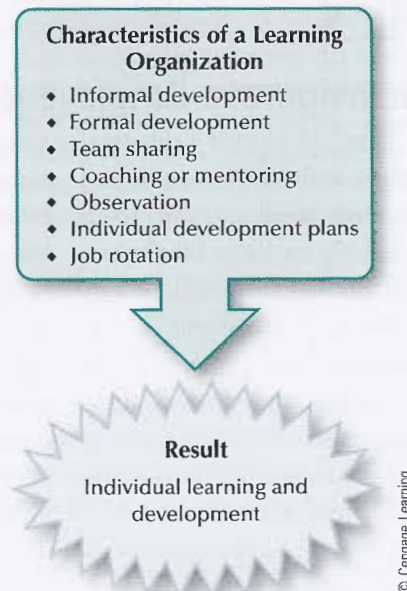 Characteristics of a Learning
Organization
◆ Informal development
◆ Formal development
◆ Team sharing
◆ Coaching or mentoring
◆ Observation
◆ Individual development plans
◆ Job rotation
Result
Individual learning and
development
© Cengage Learning